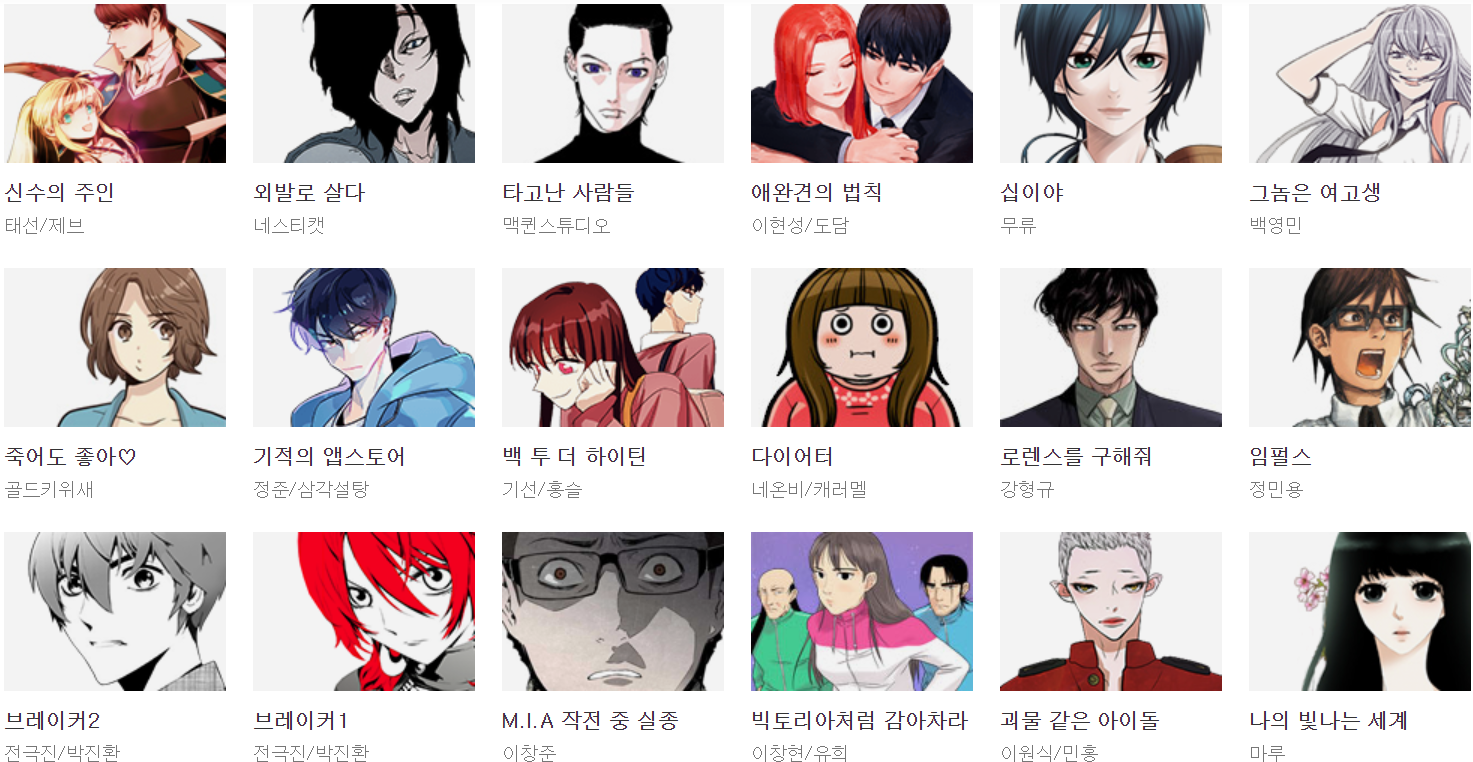 신수의 주인
태선/제브
외발로 살다
네스티캣
타고난 사람들
맥퀸스튜디오
애완견의 법칙
이현성/도담
십이야
무류
그놈은 여고생
백영민
죽어도 좋아♡
골드키위새
기적의 앱스토어
정준/삼각설탕
백 투 더 하이틴
기선/홍슬
다이어터
네온비/캐러멜
로렌스를 구해줘
강형규
임펄스
정민용
브레이커2
전극진/박진환
브레이커1
전극진/박진환
M.I.A 작전 중 실종
이창준
빅토리아처럼 감아차라
이창현/유희
괴물 같은 아이돌
이원식/민홍
나의 빛나는 세계
마루